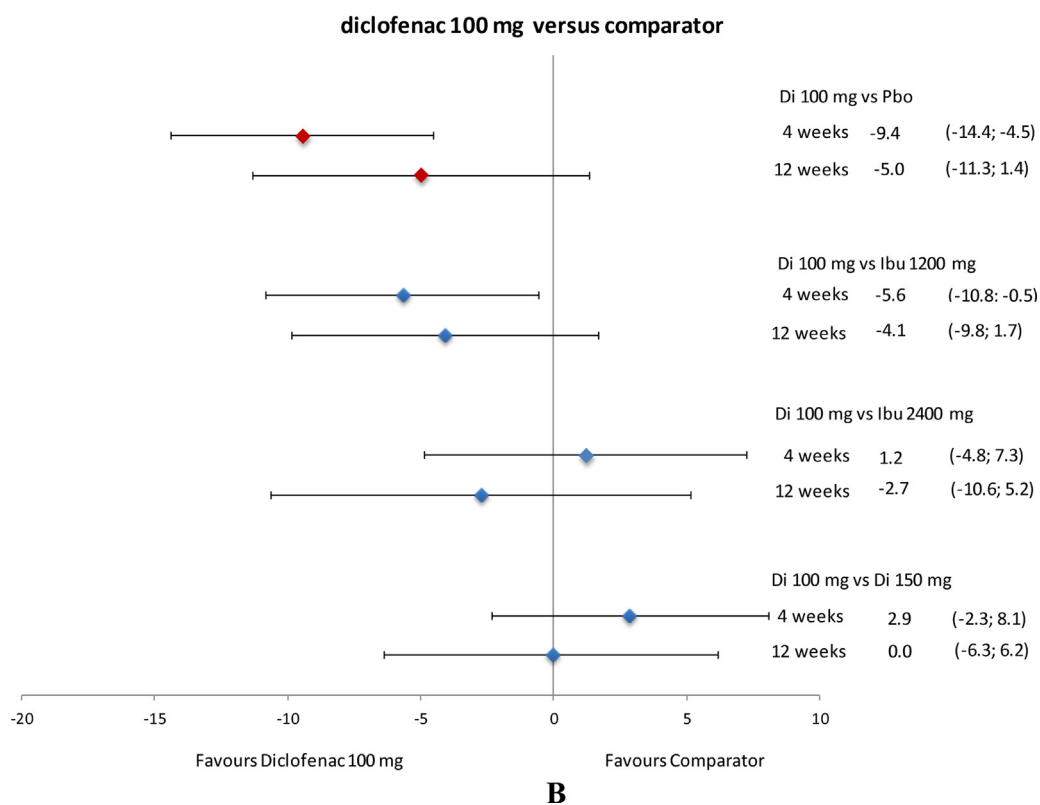 diclofenac 100 mg versus comparator
Di 100 mg vs Pbo
4 weeks -9.4 (-14.4; -4.5)
12 weeks -5.0 (-11.3; 1.4)
Di 100 mg vs Ibu 1200 mg
4 weeks -5.6 (-10.8: -0.5)
12 weeks -4.1 (-9.8; 1.7)
Di 100 mg vs Ibu 2400 mg
4 weeks 1.2 (-4.8; 7.3)
12 weeks -2.7 (-10.6; 5.2)
Di 100 mg vs Di 150 mg
4 weeks 2.9 (-2.3; 8.1)
12 weeks 0.0 (-6.3; 6.2)
-20 -15 -10 -5 0 5 10
Favours Diclofenac 100 mg Favours Comparator
B